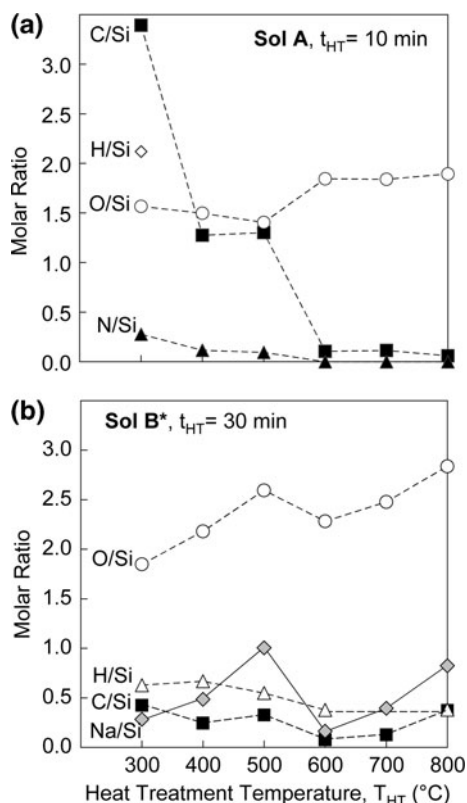 (a)
Sol A, tHT= 10 min
C/Si
H/Si
O/Si
N/Si
Molar Ratio
3.0
2.5
2.0
1.5
1.0
0.5
0.0
(b)
Sol B*, tHT= 30 min
O/Si
H/Si
C/Si
Na/Si
Molar Ratio
3.0
2.5
2.0
1.5
1.0
0.5
0.0
300 400 500 600 700 800
Heat Treatment Temperature, THT (°C)